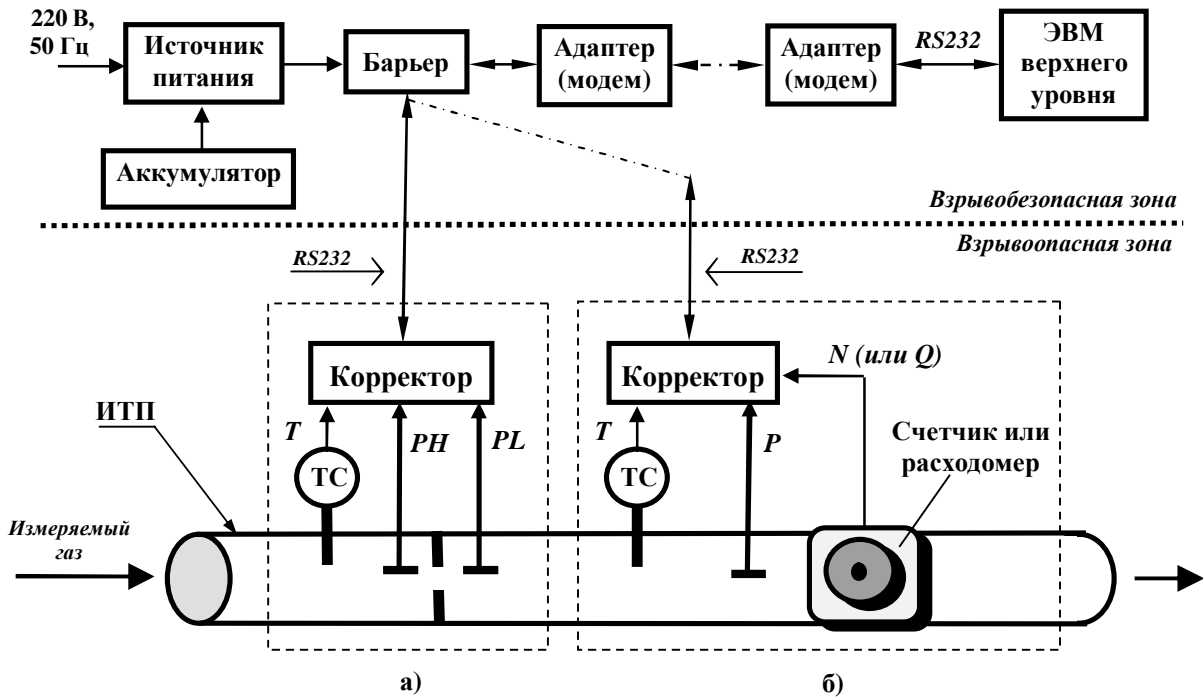 220 В,
50 Гц
Источник
питания
Барьер
Адаптер
(модем)
Адаптер
(модем)
RS232
ЭВМ
верхнего
уровня
Аккумулятор
Взрывобезопасная зона
Взрывоопасная зона
RS232
RS232
Корректор
Корректор
N (или Q)
ИТП
T
PH
PL
T
P
Счетчик или
расходомер
ТС
ТС
Измеряемый
газ
а)
б)